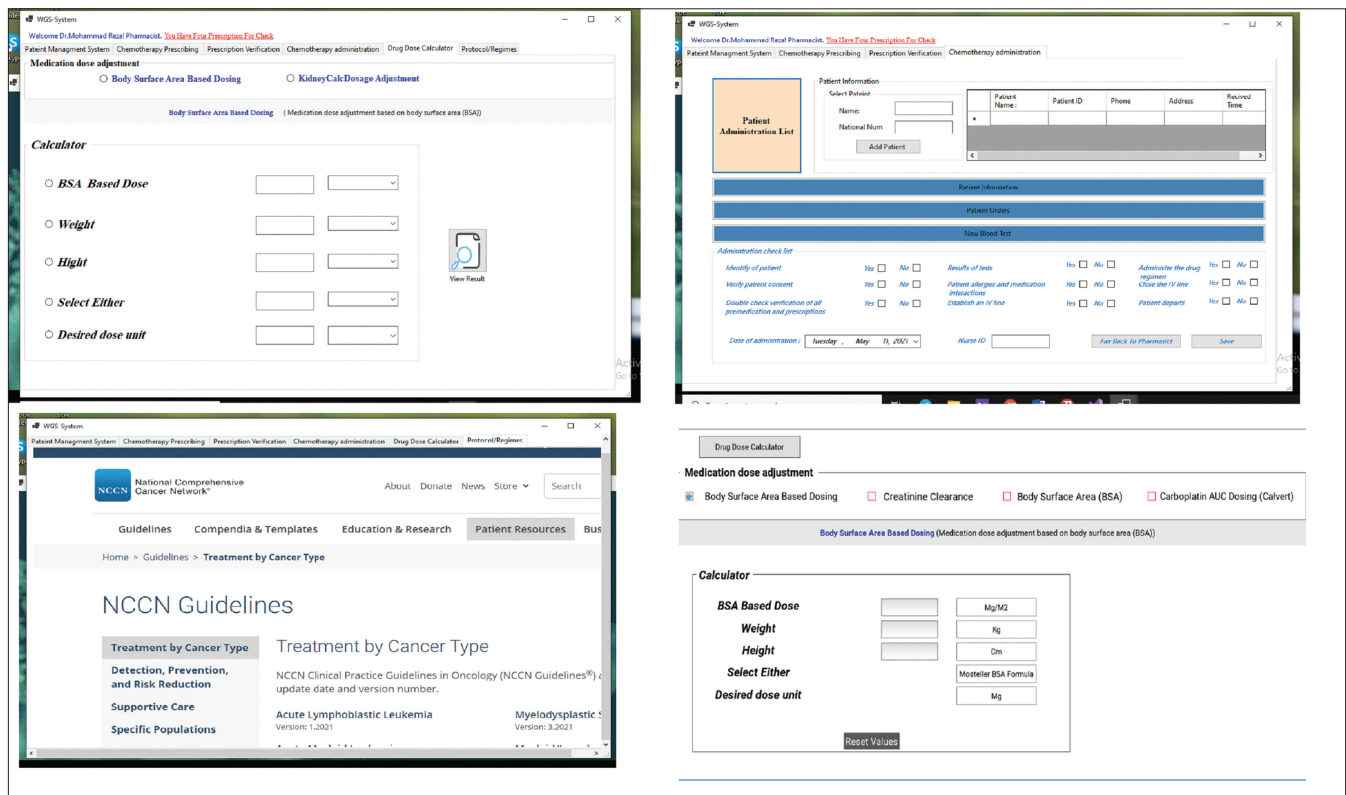 WGS-System
Welcome Dr.Mohammad Rezai Pharmacist. You Have Four Prescription For Check
Pateint Managment System Chemotherapy Prescribing Prescription Verification Chemotherapy administration Drug Dose Calculator Protocol/Regimes
Medication dose adjustment
Body Surface Area Based Dosing KidneyCalcDosage Adjustment
Body Surface Area Based Dosing ( Medication dose adjustment based on body surface area (BSA))
Calculator
BSA Based Dose
Weight
Hight
View Result
Select Either
Desired dose unit
WGS-System
Welcome Dr.Mohammad Rezai Pharmacist. You Have Four Prescription For Check
Pateint Managment System Chemotherapy Prescribing Prescription Verification Chemotherapy administration
Patient Administration List
Patient Information
Select Pateint
Name:
National Num
Add Patient
Patient Name : Patient ID Phone Address Recived Time
Patient Information
Patient Orders
New Blood Test
Admisntration check list
Identify of patient Yes No Results of tests Yes No Administer the drug regimen Yes No
Verify patient consent Yes No Patient allergies and medication interactions Yes No Close the IV line Yes No
Double check verification of all premedication and prescriptions Yes No Establish an IV line Yes No Patient departs Yes No
Date of admisntration : Tuesday , May 11, 2021 Nurse ID Fax Back To Pharmasict Save
WGS-System
Pateint Managment System Chemotherapy Prescribing Prescription Verification Chemotherapy administration Drug Dose Calculator Protocol/Regimes
NCCN National Comprehensive Cancer Network® About Donate News Store Search
Guidelines Compendia & Templates Education & Research Patient Resources Bus
Home > Guidelines > Treatment by Cancer Type
NCCN Guidelines
Treatment by Cancer Type
Detection, Prevention, and Risk Reduction
Supportive Care
Specific Populations
Treatment by Cancer Type
NCCN Clinical Practice Guidelines in Oncology (NCCN Guidelines®) a
update date and version number.
Acute Lymphoblastic Leukemia Myelodysplastic S
Version: 1.2021 Version: 3.2021
Drug Dose Calculator
Medication dose adjustment
Body Surface Area Based Dosing Creatinine Clearance Body Surface Area (BSA) Carboplatin AUC Dosing (Calvert)
Body Surface Area Based Dosing (Medication dose adjustment based on body surface area (BSA))
Calculator
BSA Based Dose Mg/M2
Weight Kg
Height Cm
Select Either Mosteller BSA Formula
Desired dose unit Mg
Reset Values